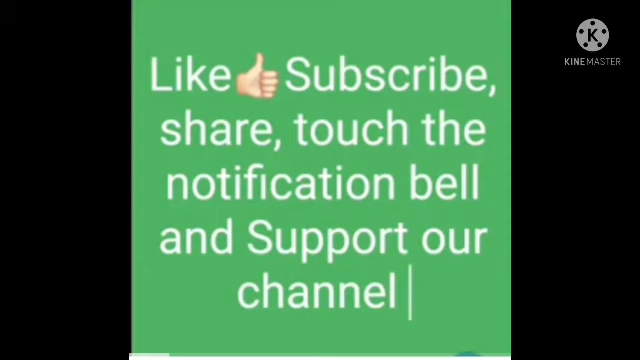 Like👍🏻Subscribe,
share, touch the
notification bell
and Support our
channel
KINEMASTER